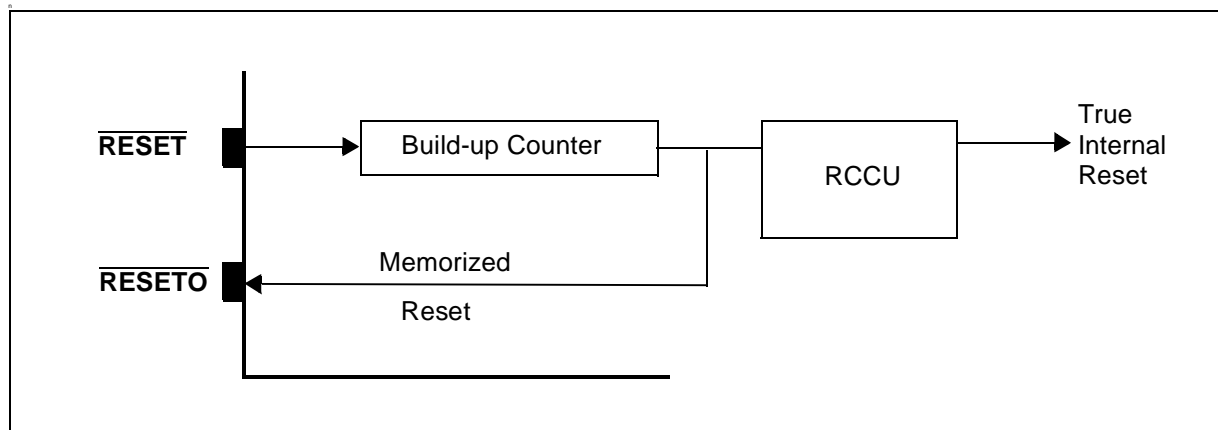 n
RESET
Build-up Counter
RCCU
True
Internal
Reset
RESETO
Memorized
Reset